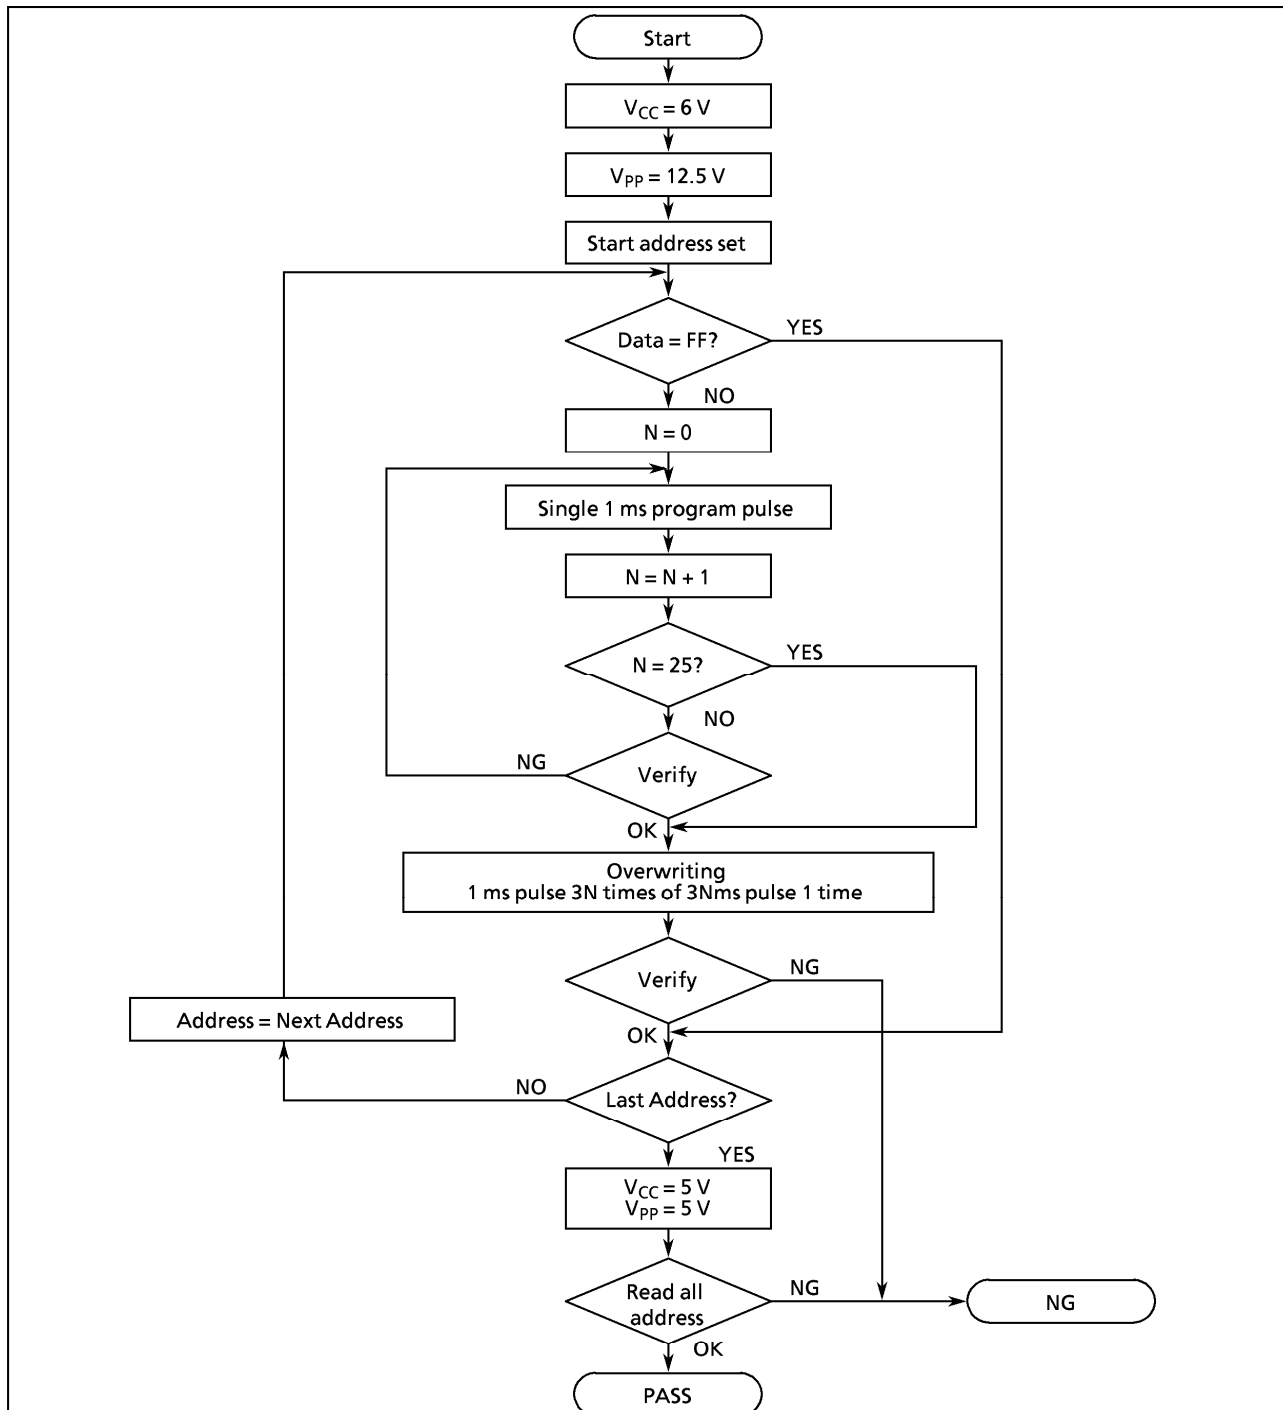 Start
VCC = 6 V
VPP = 12.5 V
Start address set
Data = FF?
YES
NO
N = 0
Single 1 ms program pulse
N = N + 1
N = 25?
YES
NO
NG
Verify
OK
Overwriting
1 ms pulse 3N times of 3Nms pulse 1 time
Verify
NG
Address = Next Address
OK
NO
Last Address?
YES
VCC = 5 V
VPP = 5 V
Read all
address
NG
NG
OK
PASS